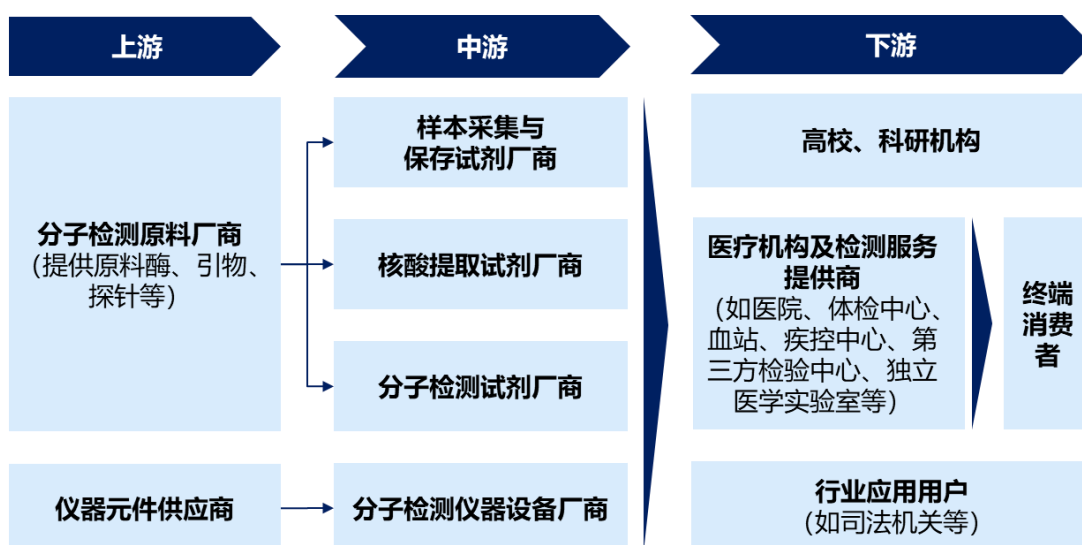 上游
中游
下游
分子检测原料厂商
（提供原料酶、引物、
探针等）
仪器元件供应商
样本采集与
保存试剂厂商
核酸提取试剂厂商
分子检测试剂厂商
分子检测仪器设备厂商
高校、科研机构
医疗机构及检测服务
提供商
（如医院、体检中心、
血站、疾控中心、第
三方检验中心、独立
医学实验室等）
终端
消费
者
行业应用用户
（如司法机关等）